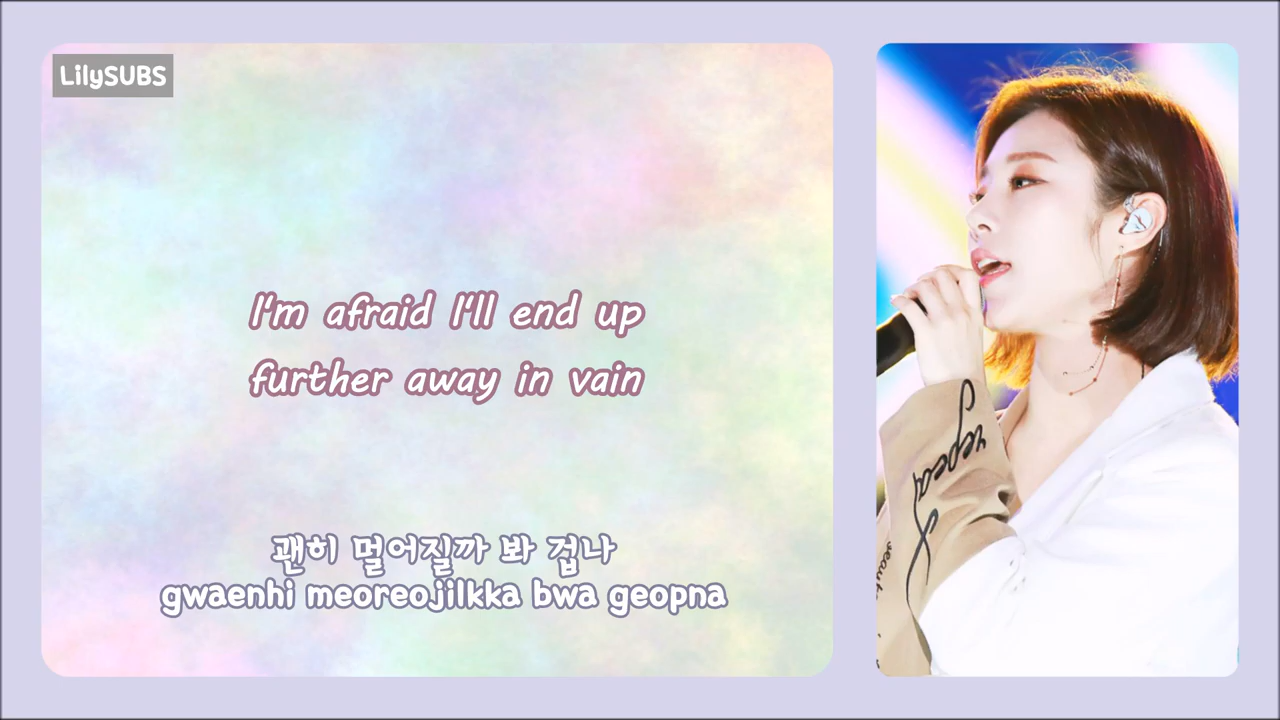 LilySUBS
I'm afraid I'll end up
further away in vain
괜히 멀어질까 봐 겁나
gwaenhi meoreojilkka bwa geopna
repea